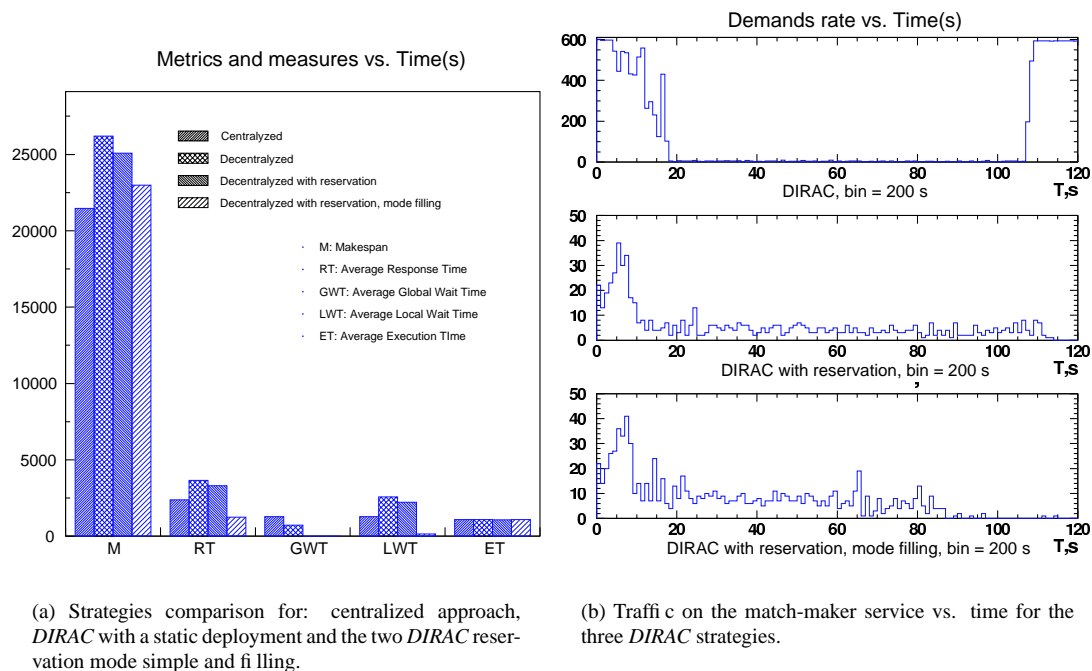 Metrics and measures vs. Time(s)
Centralyzed
Decentralyzed
Decentralyzed with reservation
Decentralyzed with reservation, mode filling
M: Makespan
RT: Average Response Time
GWT: Average Global Wait Time
LWT: Average Local Wait Time
ET: Average Execution TIme
25000
20000
15000
10000
5000
0
M RT GWT LWT ET
(a) Strategies comparison for: centralized approach,
DIRAC with a static deployment and the two DIRAC reser-
vation mode simple and fi lling.
Demands rate vs. Time(s)
600
400
200
0
0 20 40 60 80 100 120
DIRAC, bin = 200 s T,s
50
40
30
20
10
0
0 20 40 60 80 100 120
DIRAC with reservation, bin = 200 s T,s
,
50
40
30
20
10
0
0 20 40 60 80 100 120
DIRAC with reservation, mode filling, bin = 200 s T,s
(b) Traffi c on the match-maker service vs. time for the
three DIRAC strategies.